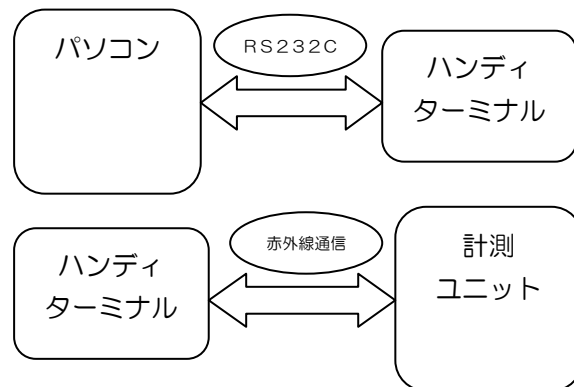 パソコン
ＲＳ２３２Ｃ
ハンディ
ターミナル
ハンディ
ターミナル
赤外線通信
計測
ユニット